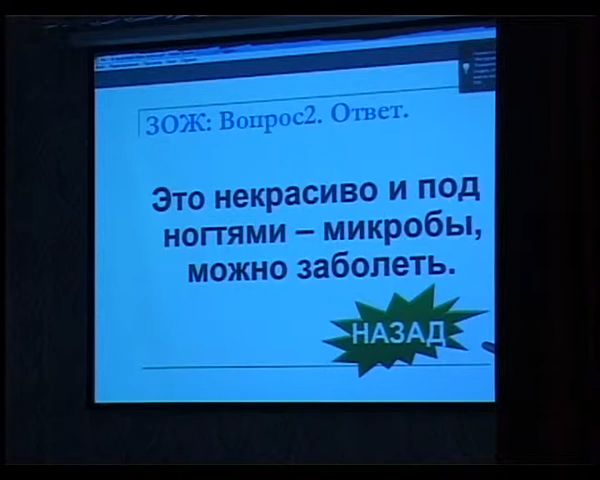 ЗОЖ: Вопрос2. Ответ.
Это некрасиво и под
ногтями – микробы,
можно заболеть.
НАЗАД